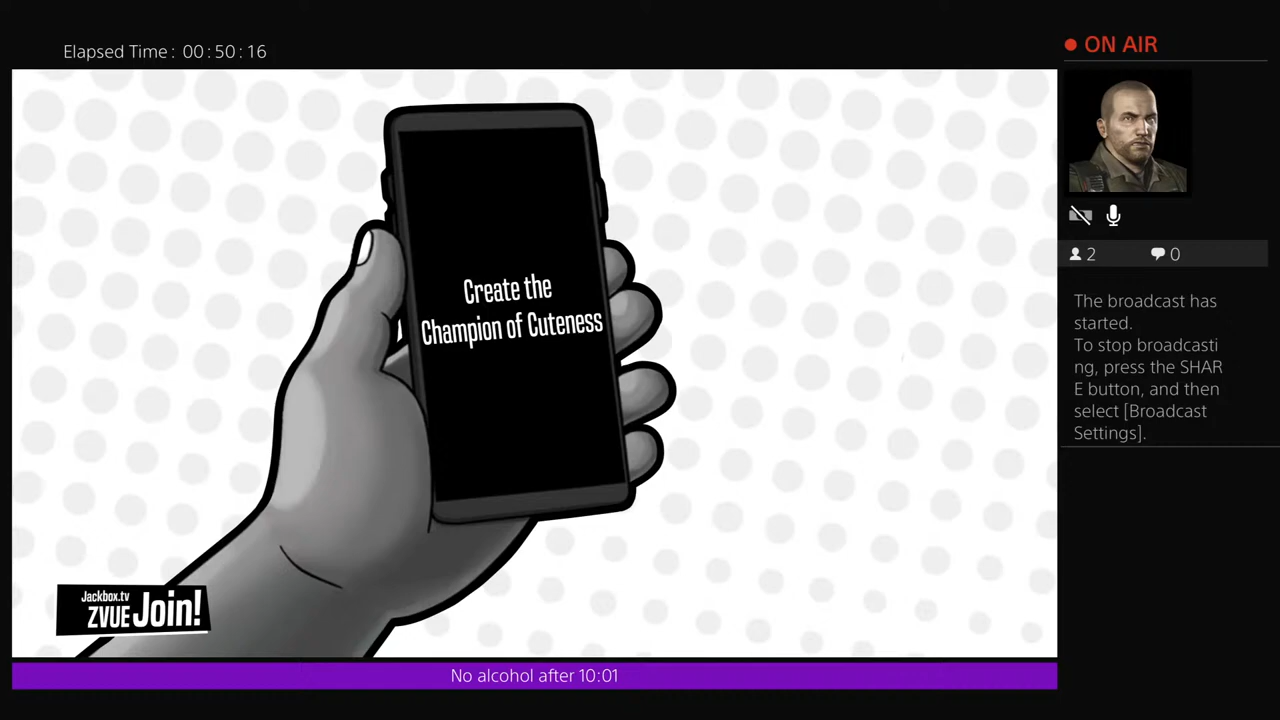 Elapsed Time: 00:50:16
ON AIR
2
0
The broadcast has
started.
To stop broadcasti
ng, press the SHAR
E button, and then
select [Broadcast
Settings].
Create the
Champion of Cuteness
Jackbox.tv
ZVUE Join!
No alcohol after 10:01